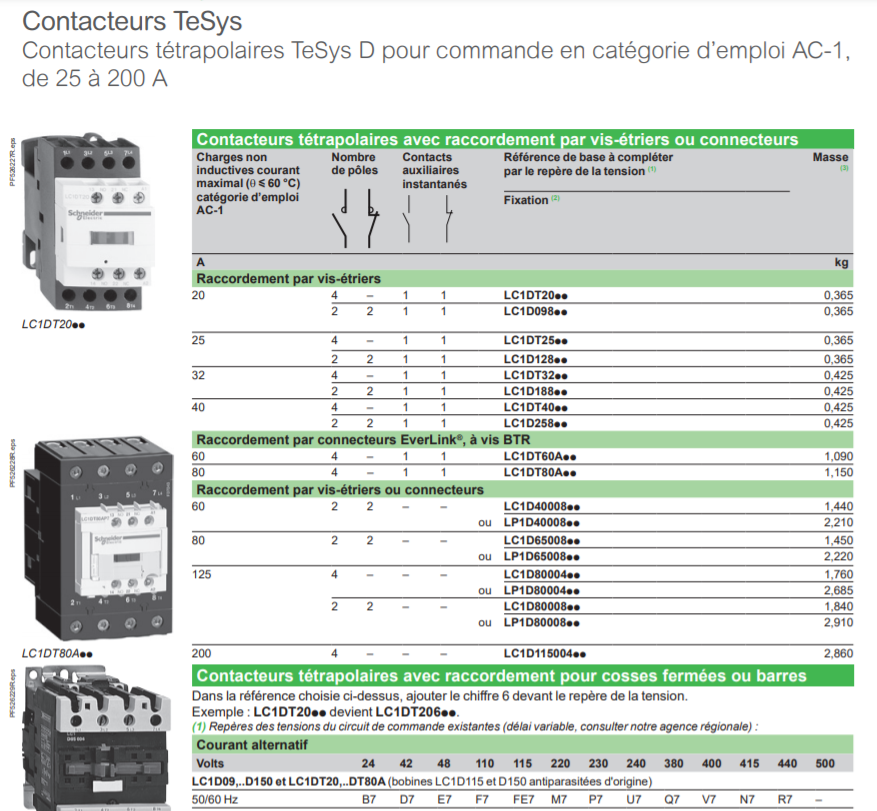 Contacteurs TeSys
Contacteurs tétrapolaires TeSys D pour commande en catégorie d'emploi AC-1,
de 25 à 200 A
PF526227R.eps
Schneider
Electric
LC1DT20●●
PF526228R.eps
Schneider
Electric
LC1DT80A●●
PF526229R.eps
Contacteurs tétrapolaires avec raccordement par vis-étriers ou connecteurs
Charges non inductives courant maximal (θ ⩽ 60 °C) catégorie d'emploi AC-1 Nombre de pôles Contacts auxiliaires instantanés Référence de base à compléter par le repère de la tension (1) Masse (3)
Fixation (2)
A kg
Raccordement par vis-étriers
20 4 – 1 1 LC1DT20●● 0,365
2 2 1 1 LC1D098●● 0,365
25 4 – 1 1 LC1DT25●● 0,365
2 2 1 1 LC1D128●● 0,365
32 4 – 1 1 LC1DT32●● 0,425
2 2 1 1 LC1D188●● 0,425
40 4 – 1 1 LC1DT40●● 0,425
2 2 1 1 LC1D258●● 0,425
Raccordement par connecteurs EverLink®, à vis BTR
60 4 – 1 1 LC1DT60A●● 1,090
80 4 – 1 1 LC1DT80A●● 1,150
Raccordement par vis-étriers ou connecteurs
60 2 2 – – LC1D40008●● 1,440
ou LP1D40008●● 2,210
80 2 2 – – LC1D65008●● 1,450
ou LP1D65008●● 2,220
125 4 – – – LC1D80004●● 1,760
ou LP1D80004●● 2,685
2 2 – – LC1D80008●● 1,840
ou LP1D80008●● 2,910
200 4 – – – LC1D115004●● 2,860
Contacteurs tétrapolaires avec raccordement pour cosses fermées ou barres
Dans la référence choisie ci-dessus, ajouter le chiffre 6 devant le repère de la tension.
Exemple : LC1DT20●● devient LC1DT206●●.
(1) Repères des tensions du circuit de commande existantes (délai variable, consulter notre agence régionale) :
Courant alternatif
Volts 24 42 48 110 115 220 230 240 380 400 415 440 500
LC1D09,..D150 et LC1DT20,..DT80A (bobines LC1D115 et D150 antiparasitées d'origine)
50/60 Hz B7 D7 E7 F7 FE7 M7 P7 U7 Q7 V7 N7 R7 –